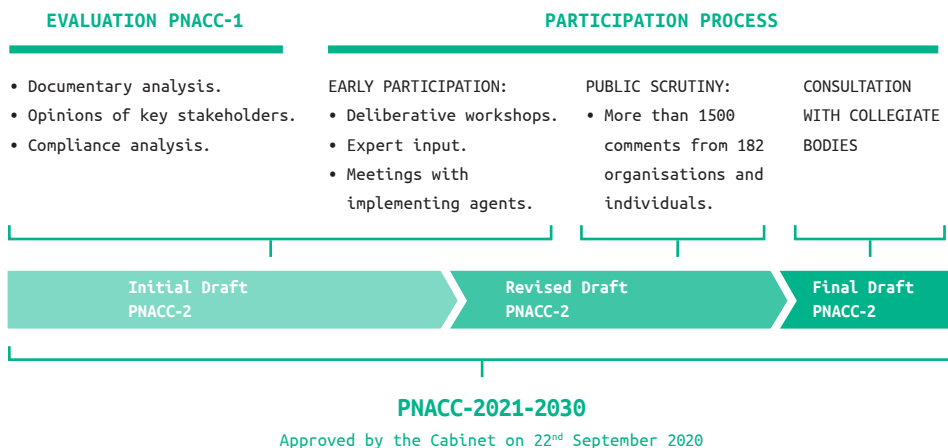 EVALUATION PNACC-1
• Documentary analysis.
• Opinions of key stakeholders.
• Compliance analysis.
PARTICIPATION PROCESS
EARLY PARTICIPATION:
• Deliberative workshops.
• Expert input.
• Meetings with
implementing agents.
PUBLIC SCRUTINY:
• More than 1500
comments from 182
organisations and
individuals.
CONSULTATION
WITH COLLEGIATE
BODIES
Initial Draft
PNACC-2
Revised Draft
PNACC-2
Final Draft
PNACC-2
PNACC-2021-2030
Approved by the Cabinet on 22nd September 2020